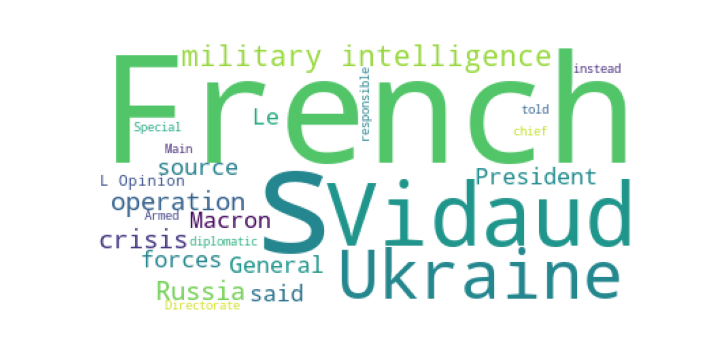 military intelligence
French
instead
responsible
Le
told
Special
chief
Main
source
President
L Opinion
S
Vidaud
operation
Armed
Macron
crisis
diplomatic
forces
General
Ukraine
Russia
said
Directorate